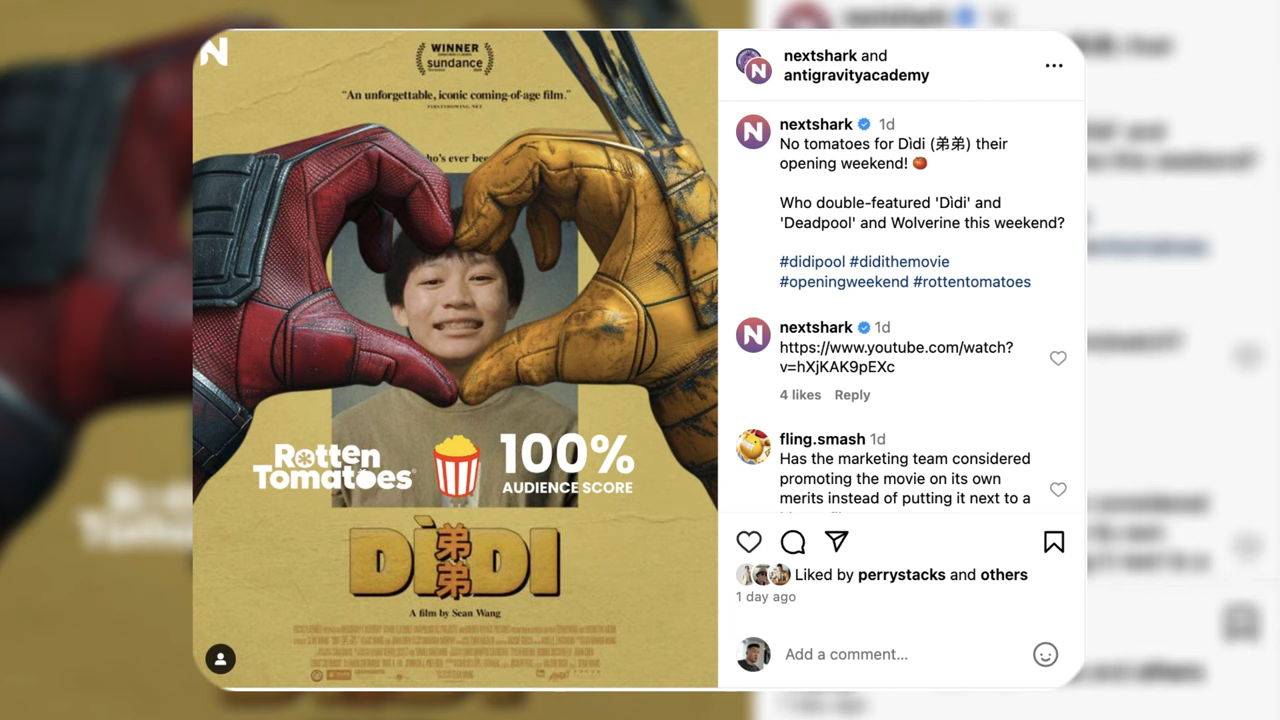 N
WINNER
sundance
“An unforgettable, iconic coming-of-age film.”
FIRSTSHOWING.NET
who's ever
Rotten
Tomatoes
100%
AUDIENCE SCORE
DÌ弟弟DI
A film by Sean Wang
nextshark and
antigravityacademy
nextshark 1d
No tomatoes for Dìdi (弟弟) their
opening weekend! 🍅
Who double-featured 'Dìdi' and
'Deadpool' and Wolverine this weekend?
#didipool #didithemovie
#openingweekend #rottentomatoes
nextshark 1d
https://www.youtube.com/watch?
v=hXjKAK9pEXc
4 likes Reply
fling.smash 1d
Has the marketing team considered
promoting the movie on its own
merits instead of putting it next to a
Liked by perrystacks and others
1 day ago
Add a comment...